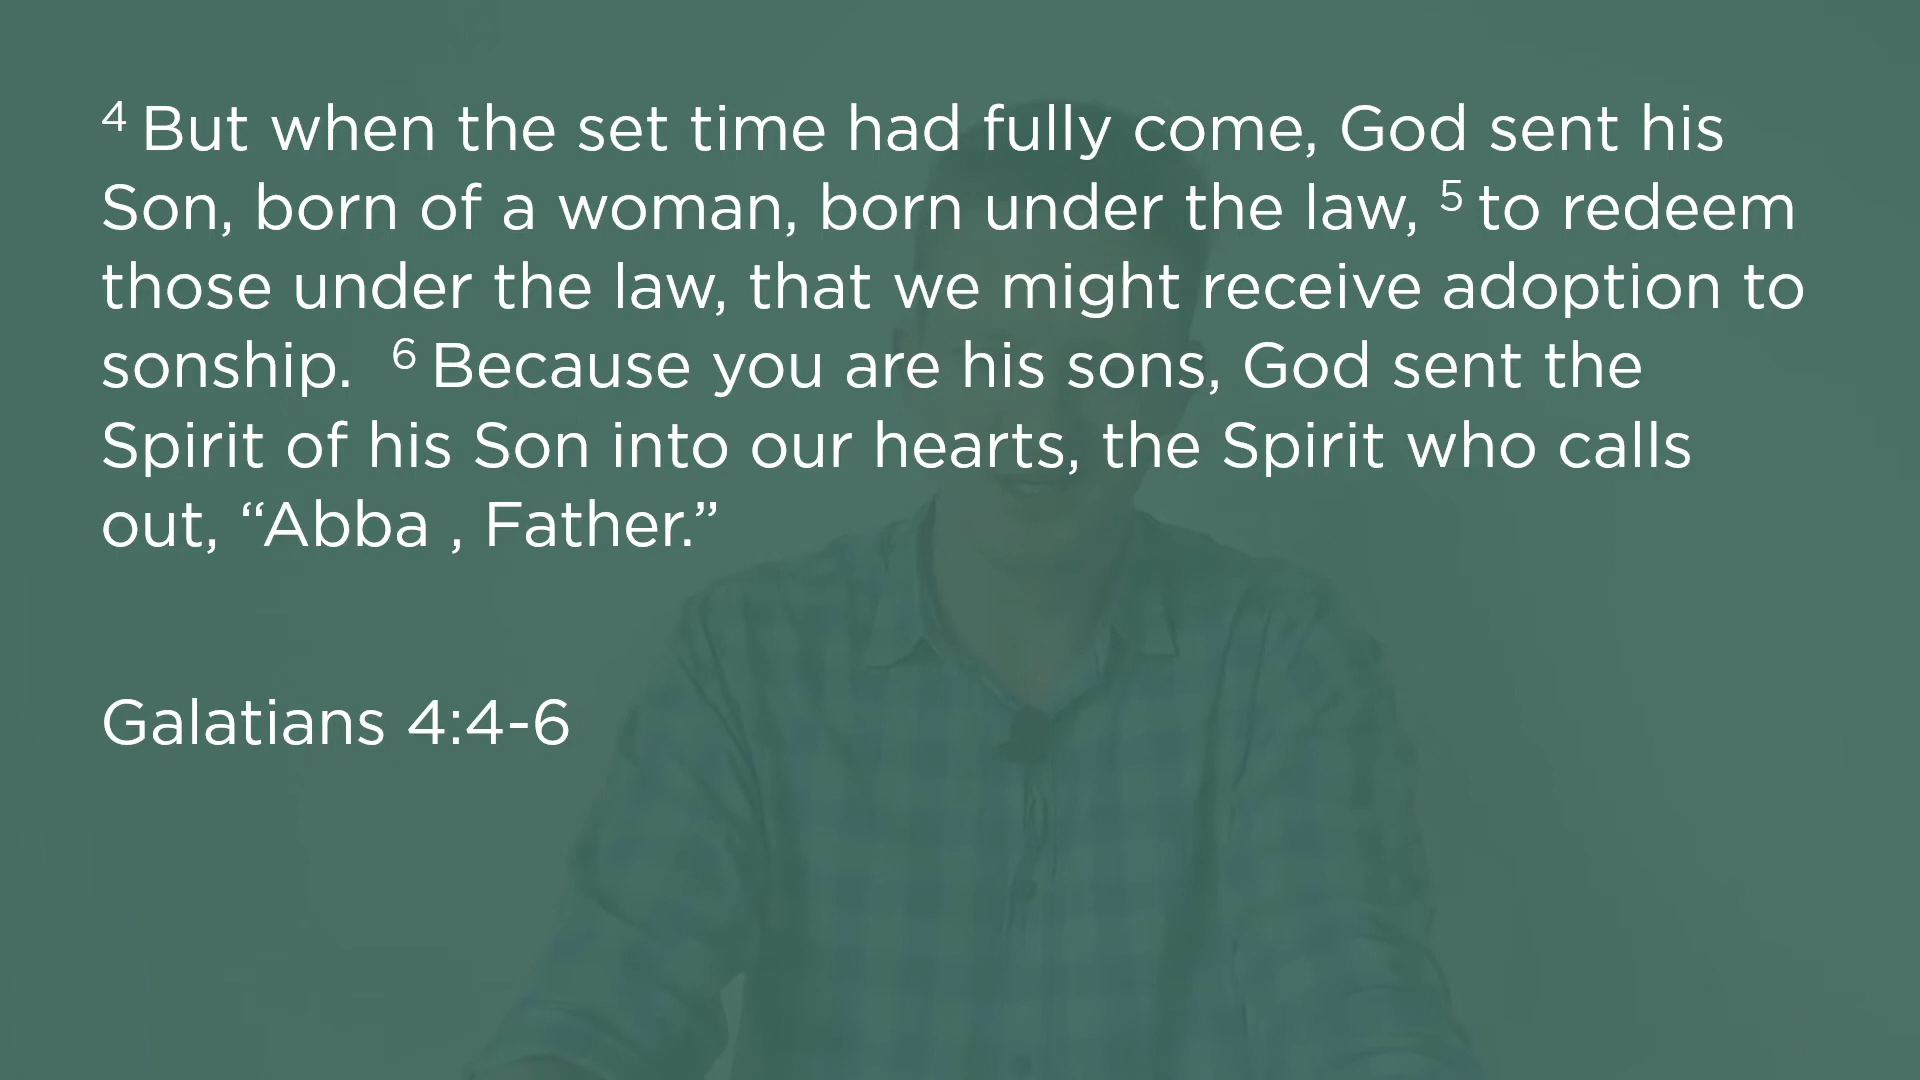 4 But when the set time had fully come, God sent his
Son, born of a woman, born under the law, 5 to redeem
those under the law, that we might receive adoption to
sonship. 6 Because you are his sons, God sent the
Spirit of his Son into our hearts, the Spirit who calls
out, “Abba , Father.”
Galatians 4:4-6